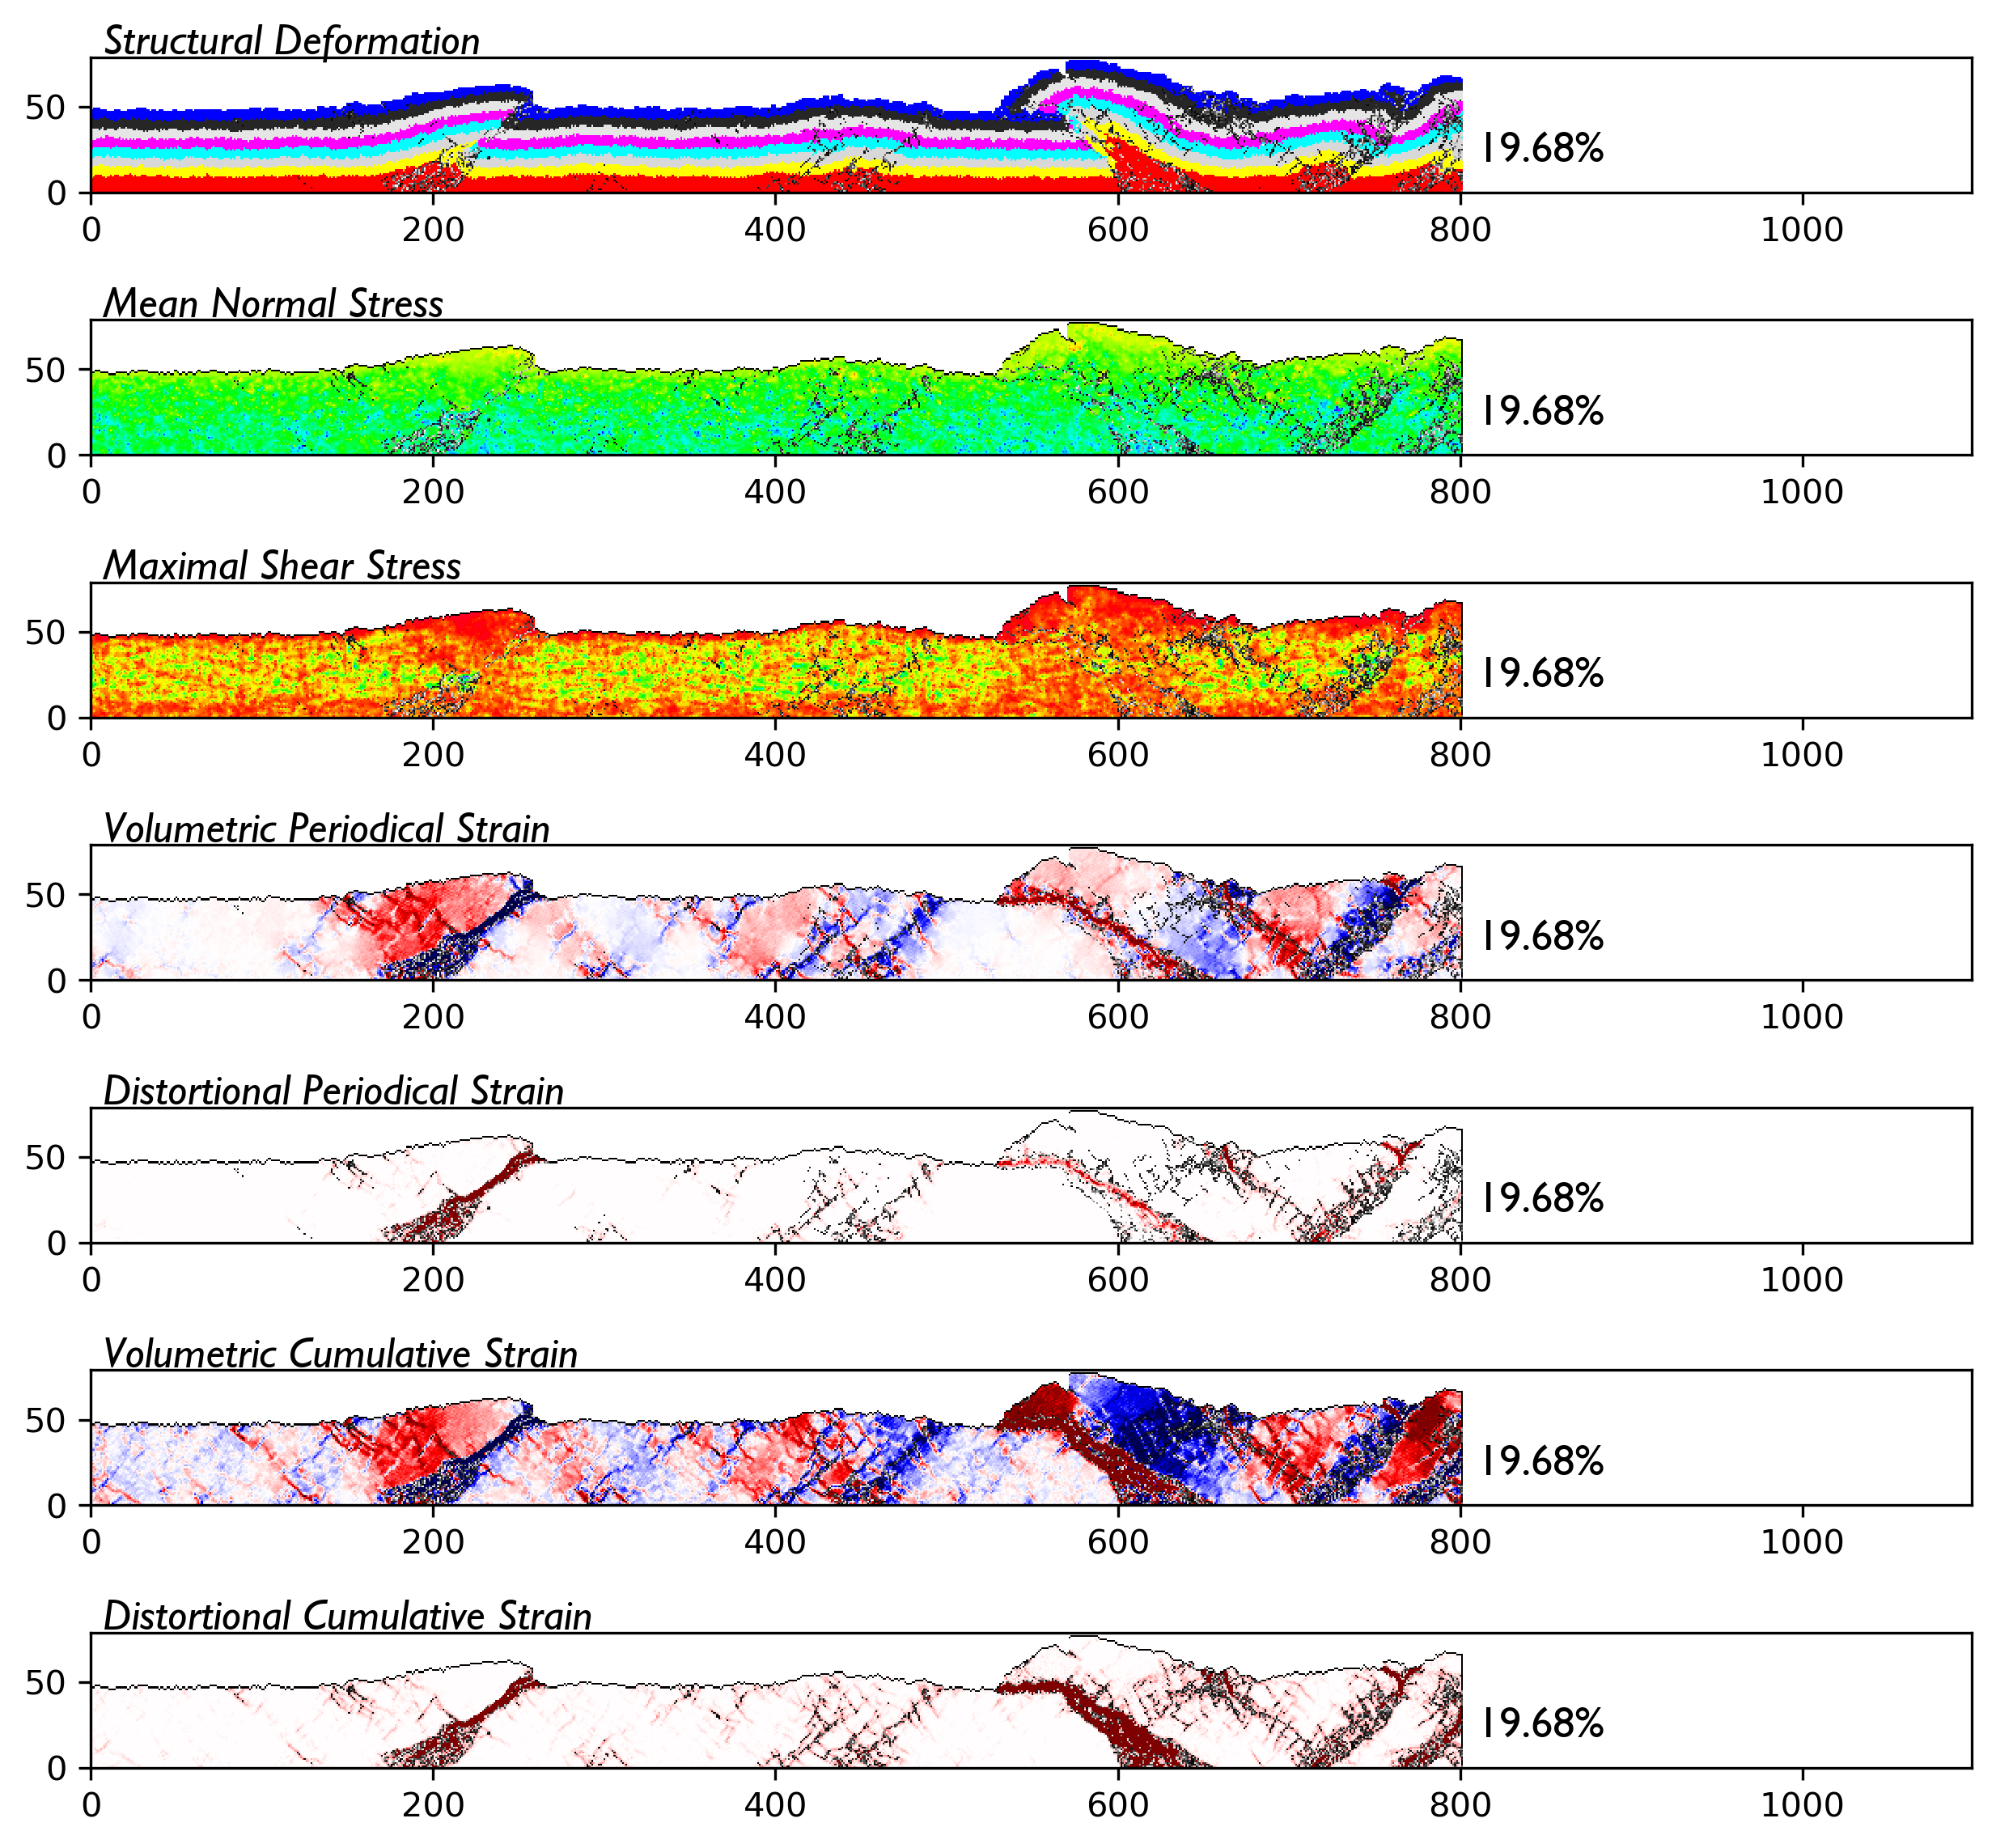 Structural Deformation
50
19.68%
0
0 200 400 600 800 1000
Mean Normal Stress
50
19.68%
0
0 200 400 600 800 1000
Maximal Shear Stress
50
19.68%
0
0 200 400 600 800 1000
Volumetric Periodical Strain
50
19.68%
0
0 200 400 600 800 1000
Distortional Periodical Strain
50
19.68%
0
0 200 400 600 800 1000
Volumetric Cumulative Strain
50
19.68%
0
0 200 400 600 800 1000
Distortional Cumulative Strain
50
19.68%
0
0 200 400 600 800 1000